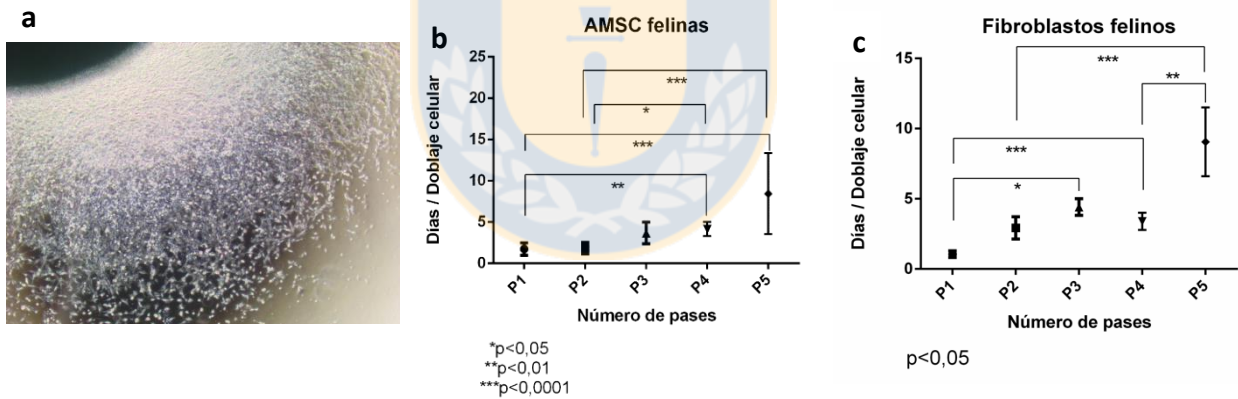 a
b
AMSC felinas
Días / Doblaje celular
25
20
15
10
5
0
***
*
***
**
P1 P2 P3 P4 P5
Número de pases
*p<0,05
**p<0,01
***p<0,0001
c
Fibroblastos felinos
Días / Doblaje celular
15
10
5
0
***
**
***
*
P1 P2 P3 P4 P5
Número de pases
p<0,05